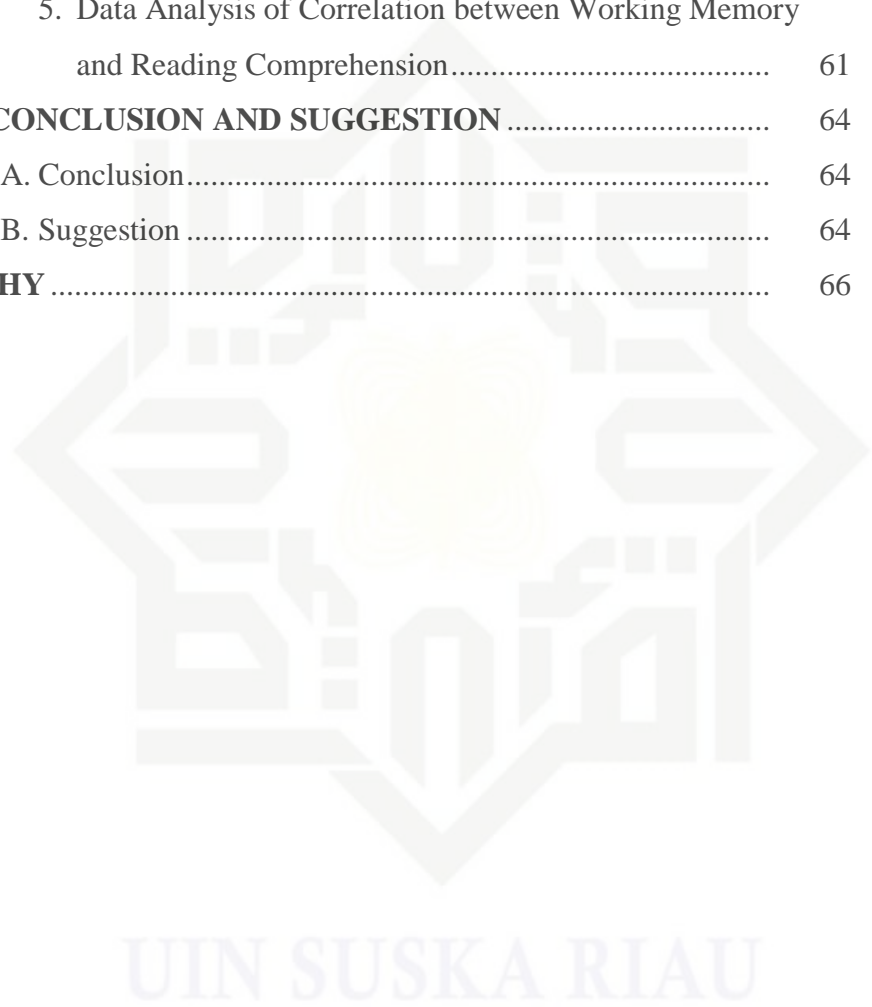 5. Data Analysis of Correlation between Working Memory
and Reading Comprehension.................................... 61
CONCLUSION AND SUGGESTION.............................. 64
A. Conclusion.................................................................. 64
B. Suggestion.................................................................. 64
HY........................................................................................ 66
UIN SUSKA RIAU